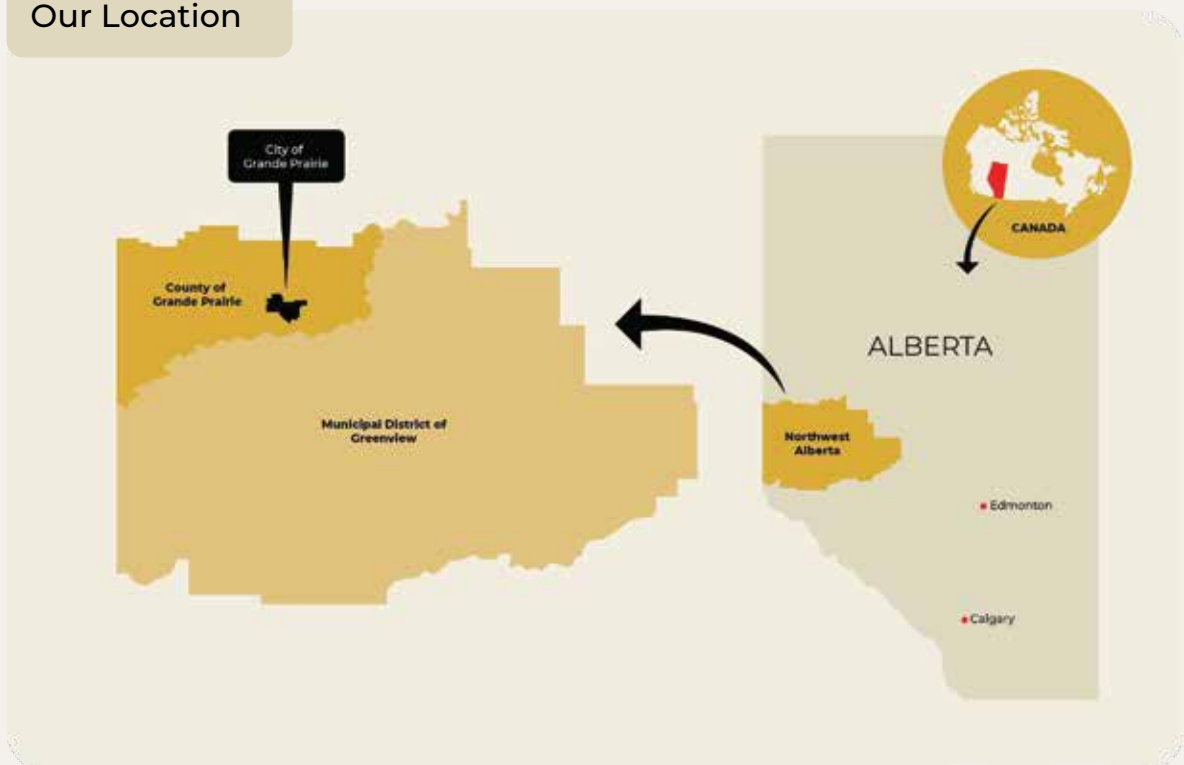 Our Location
City of
Grande Prairie
County of
Grande Prairie
Municipal District of
Greenview
CANADA
ALBERTA
Northwest
Alberta
Edmonton
Calgary